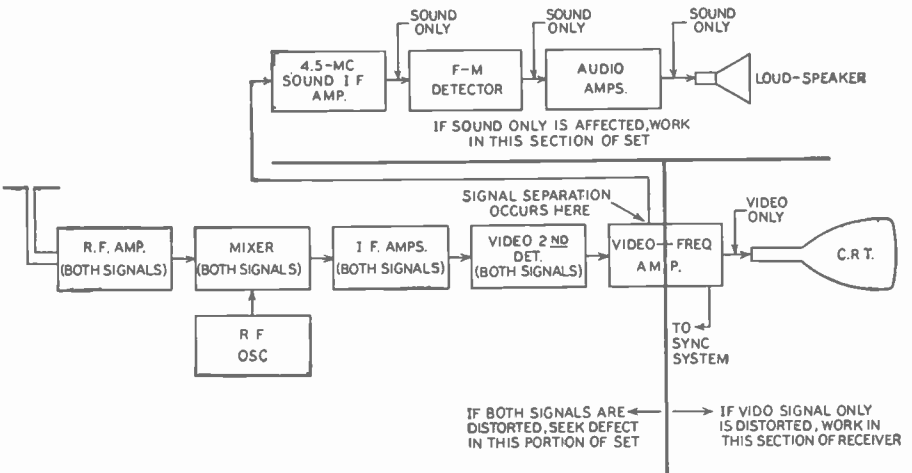 SOUND
ONLY
SOUND
ONLY
SOUND
ONLY
4.5-MC
SOUND I F
AMP.
F-M
DETECTOR
AUDIO
AMPS.
LOUD-SPEAKER
IF SOUND ONLY IS AFFECTED, WORK
IN THIS SECTION OF SET
SIGNAL SEPARATION
OCCURS HERE
VIDEO
ONLY
R.F. AMP.
(BOTH SIGNALS)
MIXER
(BOTH SIGNALS)
I F. AMPS.
(BOTH SIGNALS)
VIDEO 2ND
DET.
(BOTH SIGNALS)
VIDEO-FREQ
AMP.
C.R.T.
R F
OSC
TO
SYNC
SYSTEM
IF BOTH SIGNALS ARE
DISTORTED, SEEK DEFECT
IN THIS PORTION OF SET
IF VIDO SIGNAL ONLY
IS DISTORTED, WORK IN
THIS SECTION OF RECEIVER